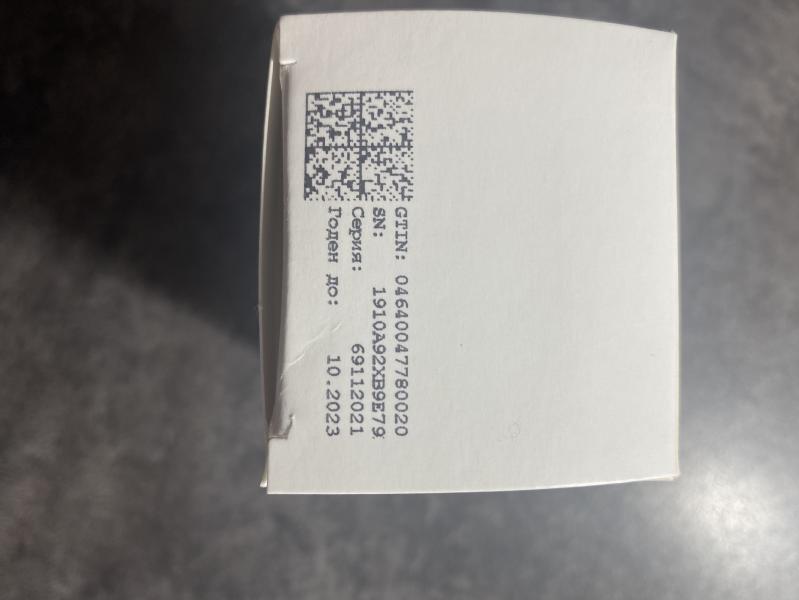 GTIN: 04640047780020
SN: 1910A92XB9E79
Серия: 69112021
Годен до: 10.2023